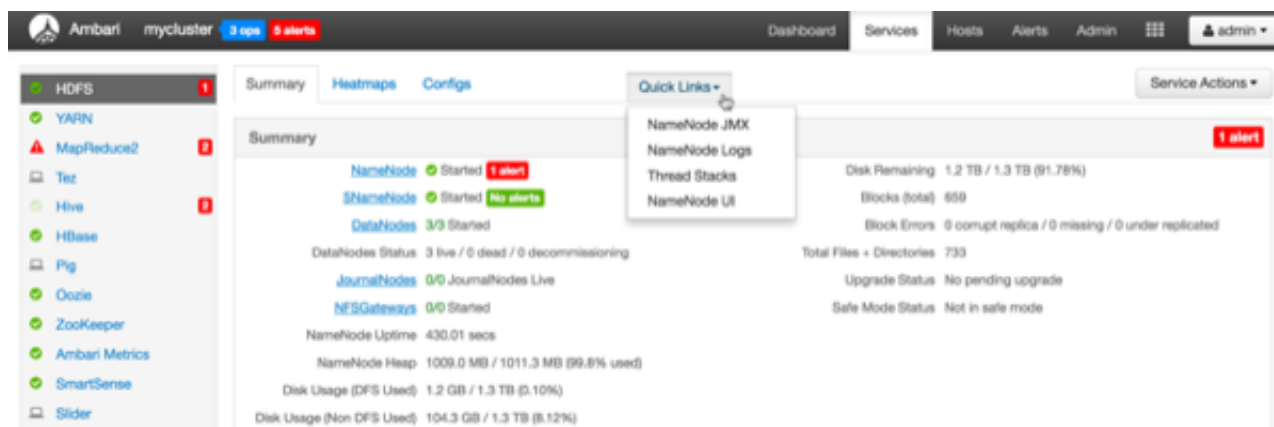 Ambari mycluster 3 ops 5 alerts Dashboard Services Hosts Alerts Admin admin
HDFS 1
YARN
MapReduce2 2
Tez
Hive 2
HBase
Pig
Oozie
ZooKeeper
Ambari Metrics
SmartSense
Slider
Summary Heatmaps Configs Quick Links Service Actions
NameNode JMX
NameNode Logs
Thread Stacks
NameNode UI
Summary 1 alert
NameNode Started 1 alert
SNameNode Started No alerts
DataNodes 3/3 Started
DataNodes Status 3 live / 0 dead / 0 decommissioning
JournalNodes 0/0 JournalNodes Live
NFSGateways 0/0 Started
NameNode Uptime 430.01 secs
NameNode Heap 1009.0 MB / 1011.3 MB (99.8% used)
Disk Usage (DFS Used) 1.2 GB / 1.3 TB (0.10%)
Disk Usage (Non DFS Used) 104.3 GB / 1.3 TB (8.12%)
Disk Remaining 1.2 TB / 1.3 TB (91.78%)
Blocks (total) 659
Block Errors 0 corrupt replica / 0 missing / 0 under replicated
Total Files + Directories 733
Upgrade Status No pending upgrade
Safe Mode Status Not in safe mode